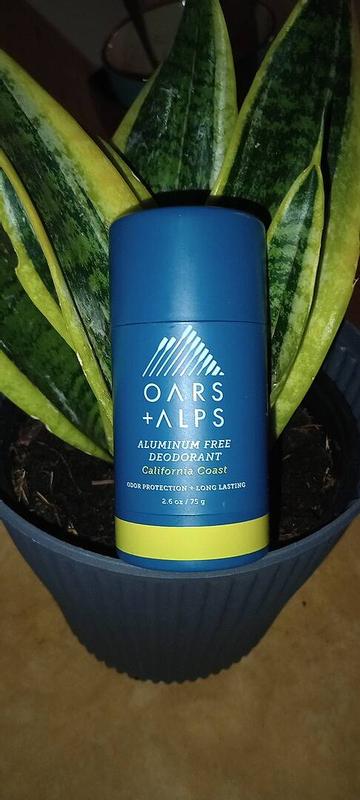 OARS
+ALPS
ALUMINUM FREE
DEODORANT
California Coast
ODOR PROTECTION + LONG LASTING
2.6 oz / 75 g